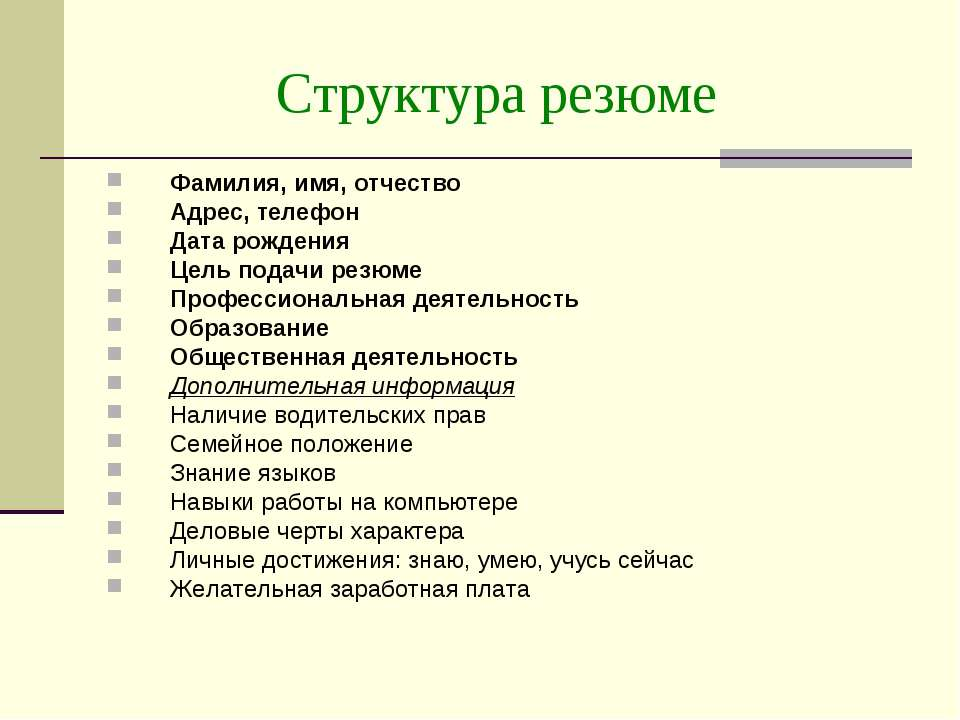 Структура резюме
Фамилия, имя, отчество
Адрес, телефон
Дата рождения
Цель подачи резюме
Профессиональная деятельность
Образование
Общественная деятельность
Дополнительная информация
Наличие водительских прав
Семейное положение
Знание языков
Навыки работы на компьютере
Деловые черты характера
Личные достижения: знаю, умею, учусь сейчас
Желательная заработная плата